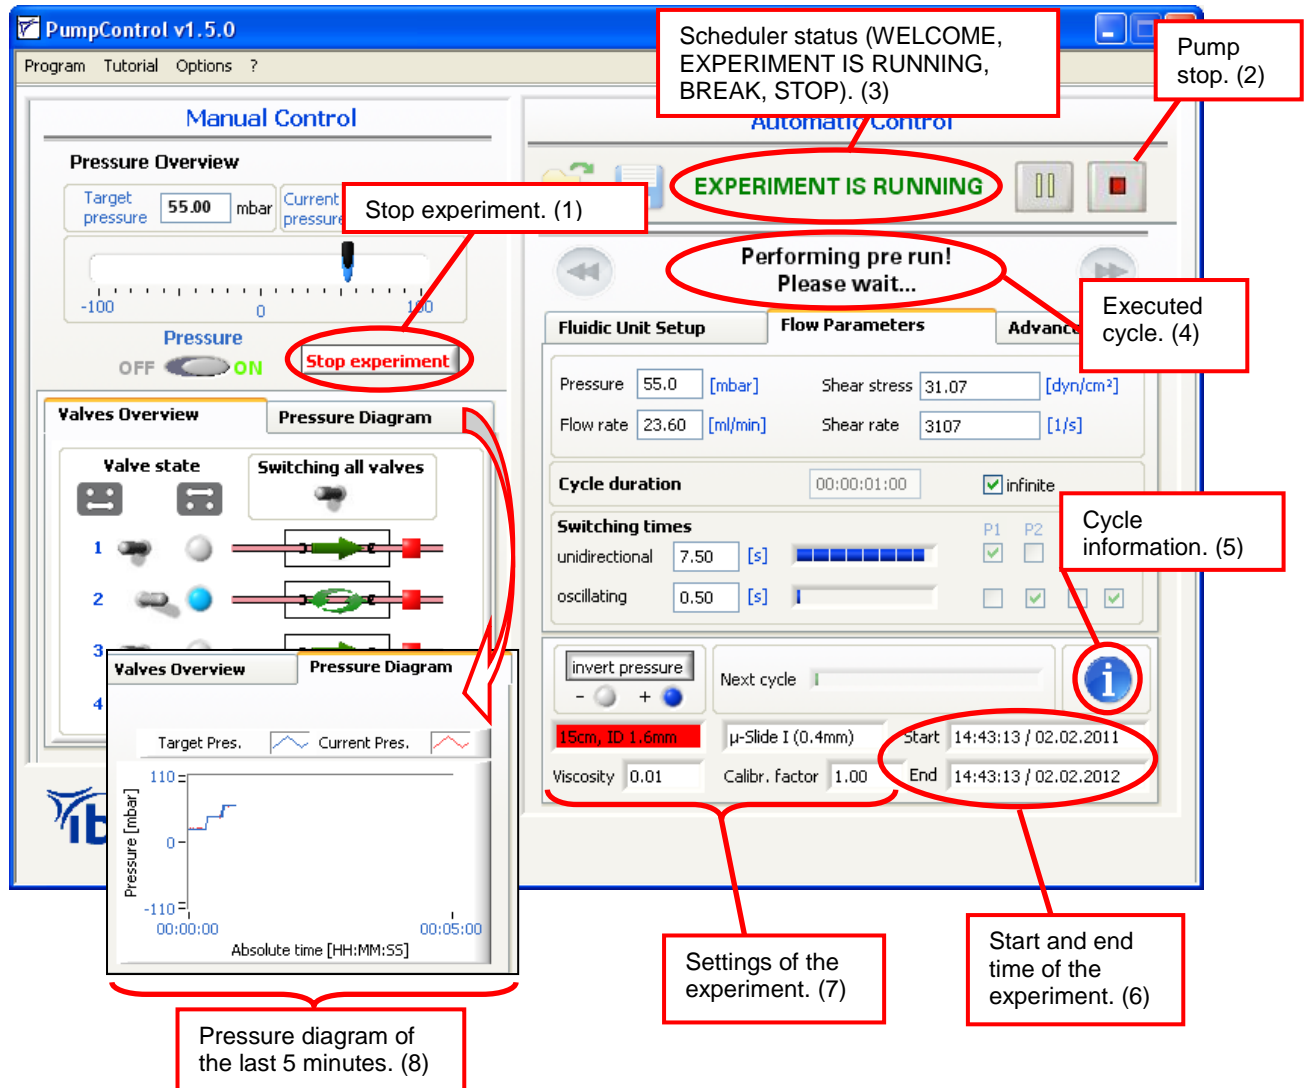 PumpControl v1.5.0
Program Tutorial Options ?
Scheduler status (WELCOME,
EXPERIMENT IS RUNNING,
BREAK, STOP). (3)
Pump
stop. (2)
Manual Control
Automatic Control
Pressure Overview
Target
pressure
55.00 mbar
Current
pressure
Stop experiment. (1)
EXPERIMENT IS RUNNING
-100 0 100
Pressure
OFF ON
Stop experiment
Performing pre run!
Please wait...
Executed
cycle. (4)
Fluidic Unit Setup Flow Parameters Advance
Pressure 55.0 [mbar] Shear stress 31.07 [dyn/cm²]
Flow rate 23.60 [ml/min] Shear rate 3107 [1/s]
Cycle duration 00:00:01:00 infinite
Switching times P1 P2
unidirectional 7.50 [s]
oscillating 0.50 [s]
Cycle
information. (5)
Valves Overview Pressure Diagram
Valve state Switching all valves
1
2
3
4
Valves Overview Pressure Diagram
Target Pres. Current Pres.
110
0
-110
Pressure [mbar]
00:00:00 00:05:00
Absolute time [HH:MM:SS]
invert pressure
- +
Next cycle
i
15cm, ID 1.6mm µ-Slide I (0.4mm) Start 14:43:13 / 02.02.2011
Viscosity 0.01 Calibr. factor 1.00 End 14:43:13 / 02.02.2012
Settings of the
experiment. (7)
Start and end
time of the
experiment. (6)
Pressure diagram of
the last 5 minutes. (8)